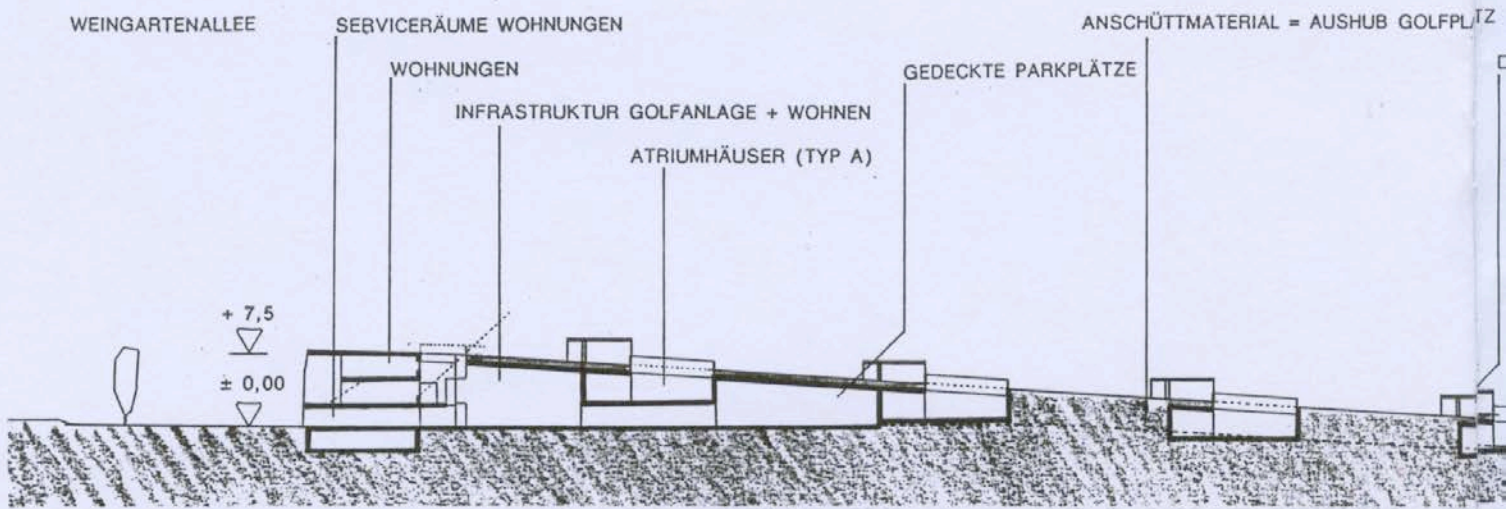 WEINGARTENALLEE
SERVICERÄUME WOHNUNGEN
ANSCHÜTTMATERIAL = AUSHUB GOLFPLATZ
WOHNUNGEN
GEDECKTE PARKPLÄTZE
INFRASTRUKTUR GOLFANLAGE + WOHNEN
ATRIUMHÄUSER (TYP A)
+ 7,5
± 0,00